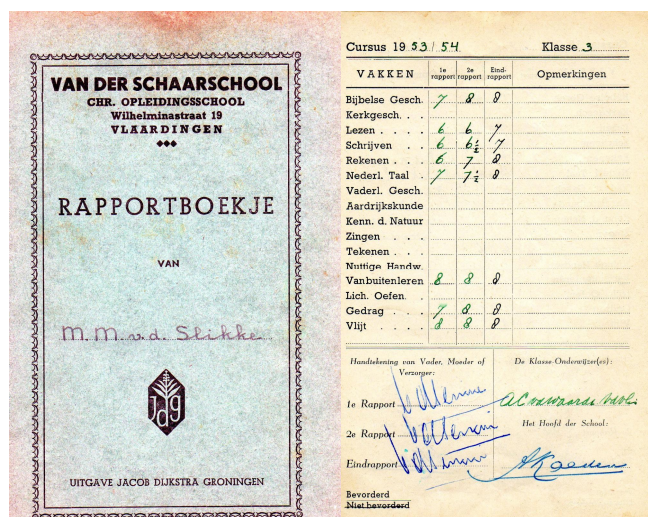 VAN DER SCHAARSCHOOL
CHR. OPLEIDINGSSCHOOL
Wilhelminastraat 19
VLAARDINGEN
RAPPORTBOEKJE
VAN
M. M. v.d. Slikke
JdG
UITGAVE JACOB DIJKSTRA GRONINGEN
Cursus 19 53 / 54 Klasse 3
VAKKEN 1e rapport 2e rapport Eind-rapport Opmerkingen
Bijbelse Gesch. 7 8 8
Kerkgesch. . .
Lezen . . . . 6 6 7
Schrijven . . 6 6½ 7
Rekenen . . . 6 7 8
Nederl. Taal . 7 7½ 8
Vaderl. Gesch.
Aardrijkskunde
Kenn. d. Natuur
Zingen . . .
Tekenen . . .
Nuttige Handw.
Vanbuitenleren 8 8 8
Lich. Oefen.
Gedrag . . . 7 8 8
Vlijt . . . . 8 8 8
Handtekening van Vader, Moeder of Verzorger:
De Klasse-Onderwijzer(es):
1e Rapport
Het Hoofd der School:
2e Rapport
Eindrapport
Bevorderd
Niet bevorderd